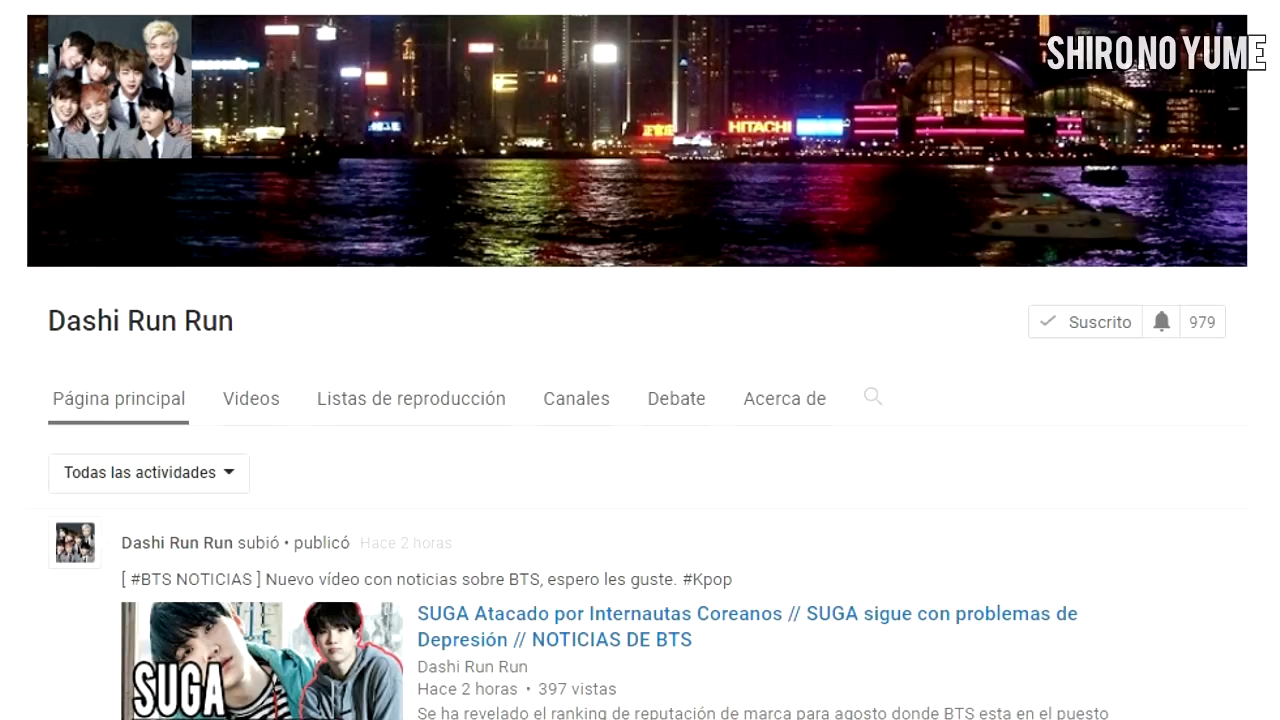 SHIRO NO YUME
HITACHI
Dashi Run Run
Suscrito
979
Página principal
Videos
Listas de reproducción
Canales
Debate
Acerca de
Todas las actividades
Dashi Run Run subió • publicó Hace 2 horas
[ #BTS NOTICIAS ] Nuevo vídeo con noticias sobre BTS, espero les guste. #Kpop
SUGA
SUGA Atacado por Internautas Coreanos // SUGA sigue con problemas de
Depresión // NOTICIAS DE BTS
Dashi Run Run
Hace 2 horas • 397 vistas
Se ha revelado el ranking de reputación de marca para agosto donde BTS esta en el puesto